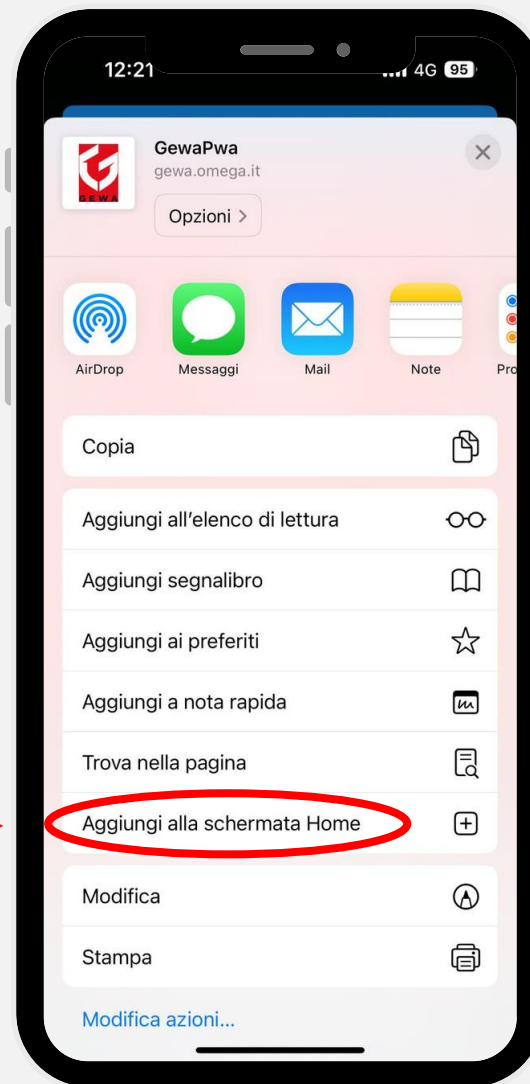 12:21
4G 95
GewaPwa
gewa.omega.it
GEWA
Opzioni >
AirDrop
Messaggi
Mail
Note
Pro
Copia
Aggiungi all'elenco di lettura
Aggiungi segnalibro
Aggiungi ai preferiti
Aggiungi a nota rapida
Trova nella pagina
Aggiungi alla schermata Home
Modifica
Stampa
Modifica azioni...